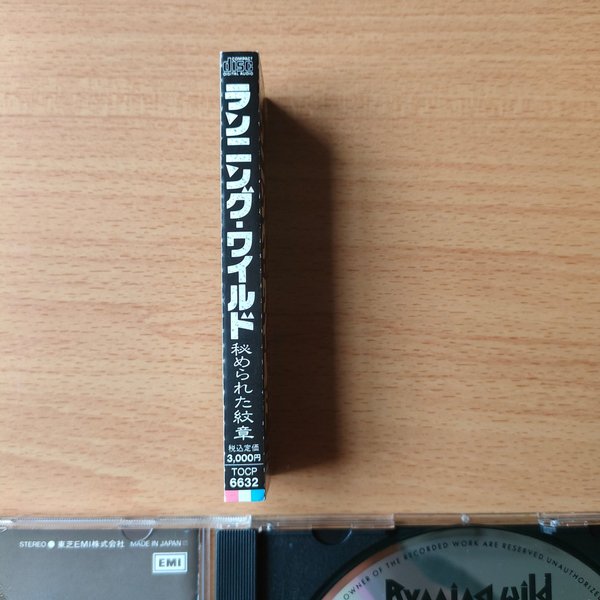 COMPACT
disc
DIGITAL AUDIO
ランニング・ワイルド
秘められた紋章
税込定価
3,000円
TOCP
6632
STEREO 東芝EMI株式会社 MADE IN JAPAN
EMI
OWNER OF THE RECORDED WORK ARE RESERVED UNAUTHORIZED
Running Wild